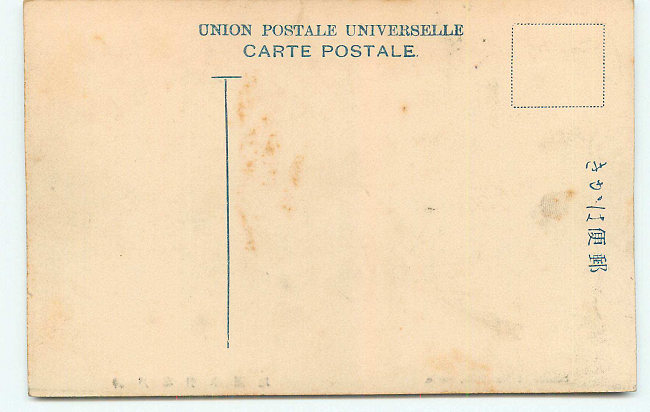 UNION POSTALE UNIVERSELLE
CARTE POSTALE.
きかは便郵